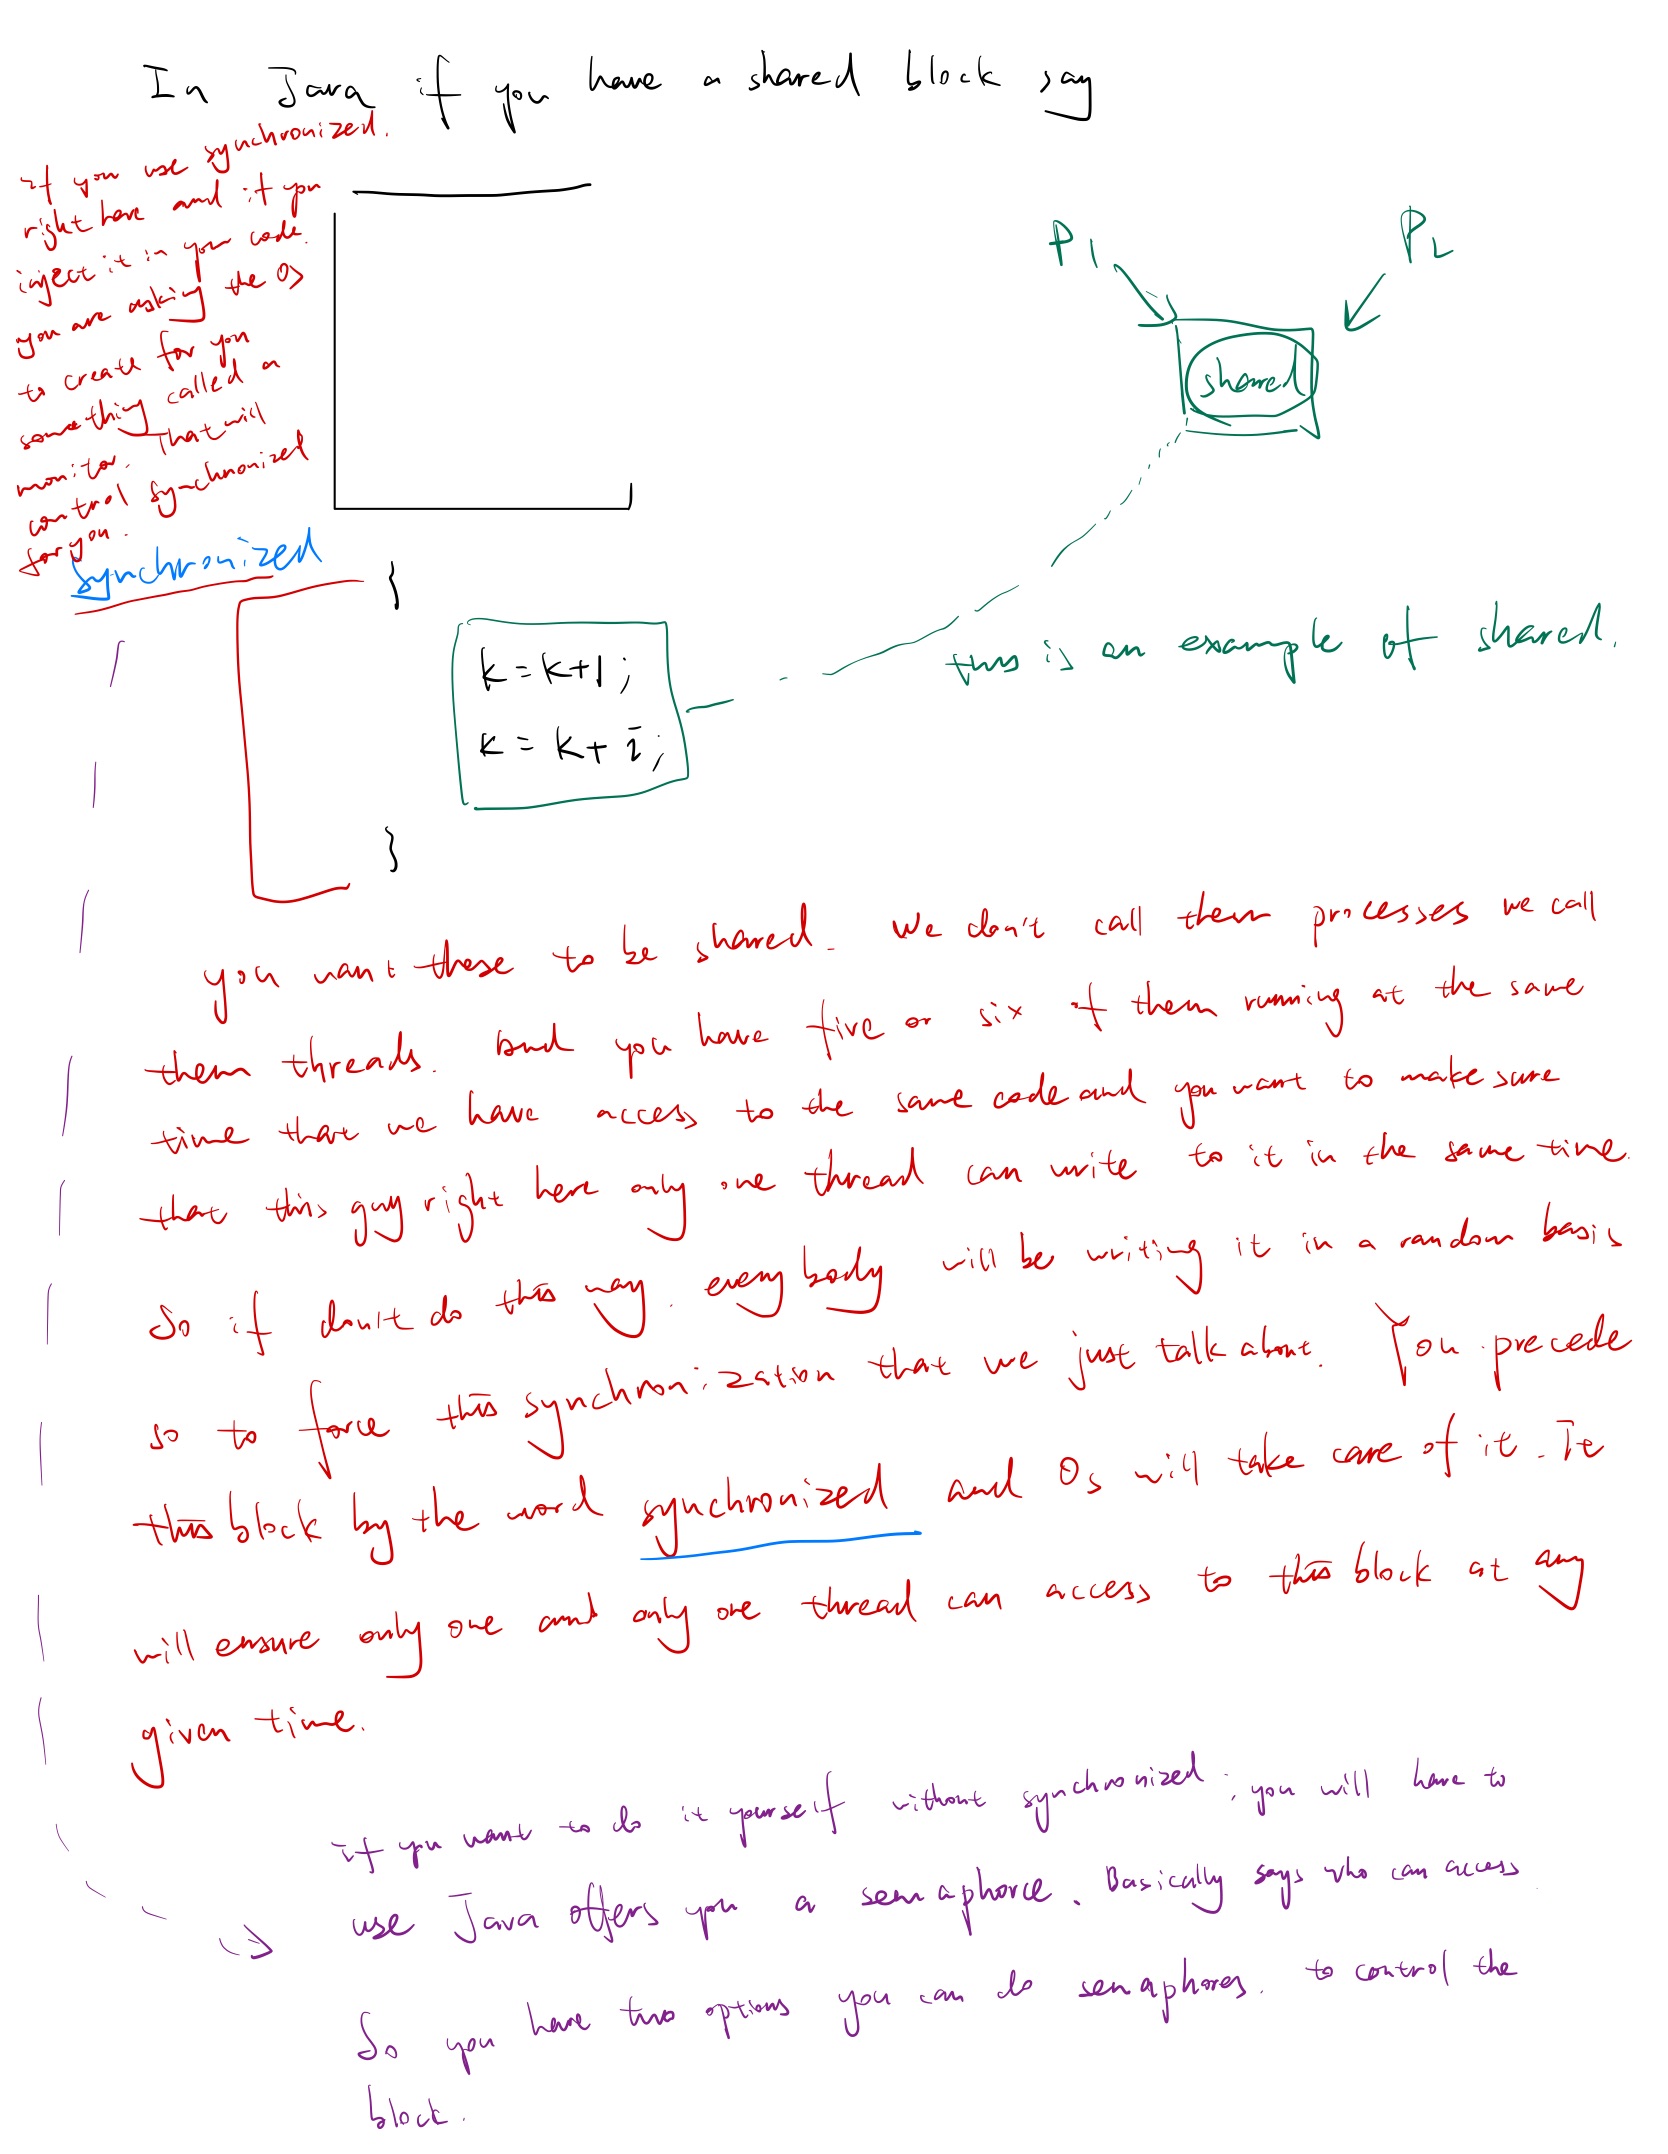 In Java if you have a shared block say
if you use synchronized.
right here and if you
inject it in your code.
you are asking the OS
to create for you
something called a
monitor. That will
control synchronized
for you.
P1
P2
shared
synchronized
{
k = k+1;
k = k+i;
}
this is an example of shared.
you want these to be shared. We don't call them processes we call
them threads. and you have five or six of them running at the same
time that we have access to the same code and you want to make sure
that this guy right here only one thread can write to it in the same time.
So if don't do this way. everybody will be writing it in a random basis
so to force this synchronization that we just talk about. You precede
this block by the word synchronized and Os will take care of it. It
will ensure only one and only one thread can access to this block at any
given time.
if you want to do it yourself without synchronized, you will have to
use Java offers you a semaphorce. Basically says who can access
So you have two options you can do semaphores. to control the
block.